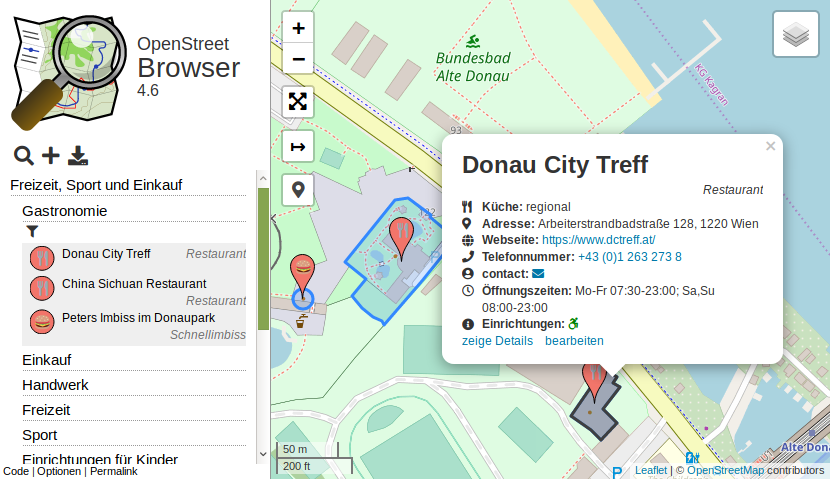 OpenStreet
Browser
4.6
Freizeit, Sport und Einkauf
Gastronomie
Donau City Treff
Restaurant
China Sichuan Restaurant
Restaurant
Peters Imbiss im Donaupark
Schnellimbiss
Einkauf
Handwerk
Freizeit
Sport
Einrichtungen für Kinder
Code | Optionen | Permalink
+
−
Bundesbad
Alte Donau
KG Kagran
93
122
Donau City Treff
×
Restaurant
Küche: regional
Adresse: Arbeiterstrandbadstraße 128, 1220 Wien
Webseite: https://www.dctreff.at/
Telefonnummer: +43 (0)1 263 273 8
contact:
Öffnungszeiten: Mo-Fr 07:30-23:00; Sa,Su
08:00-23:00
Einrichtungen:
zeige Details bearbeiten
Alte Dona
U1
P
50 m
200 ft
Leaflet | © OpenStreetMap contributors